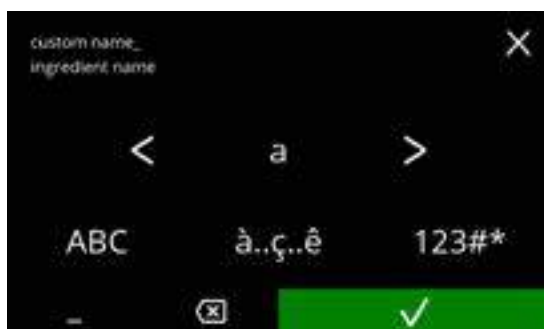 custom name_
ingredient name
< a >
ABC à..ç..ê 123#*
_